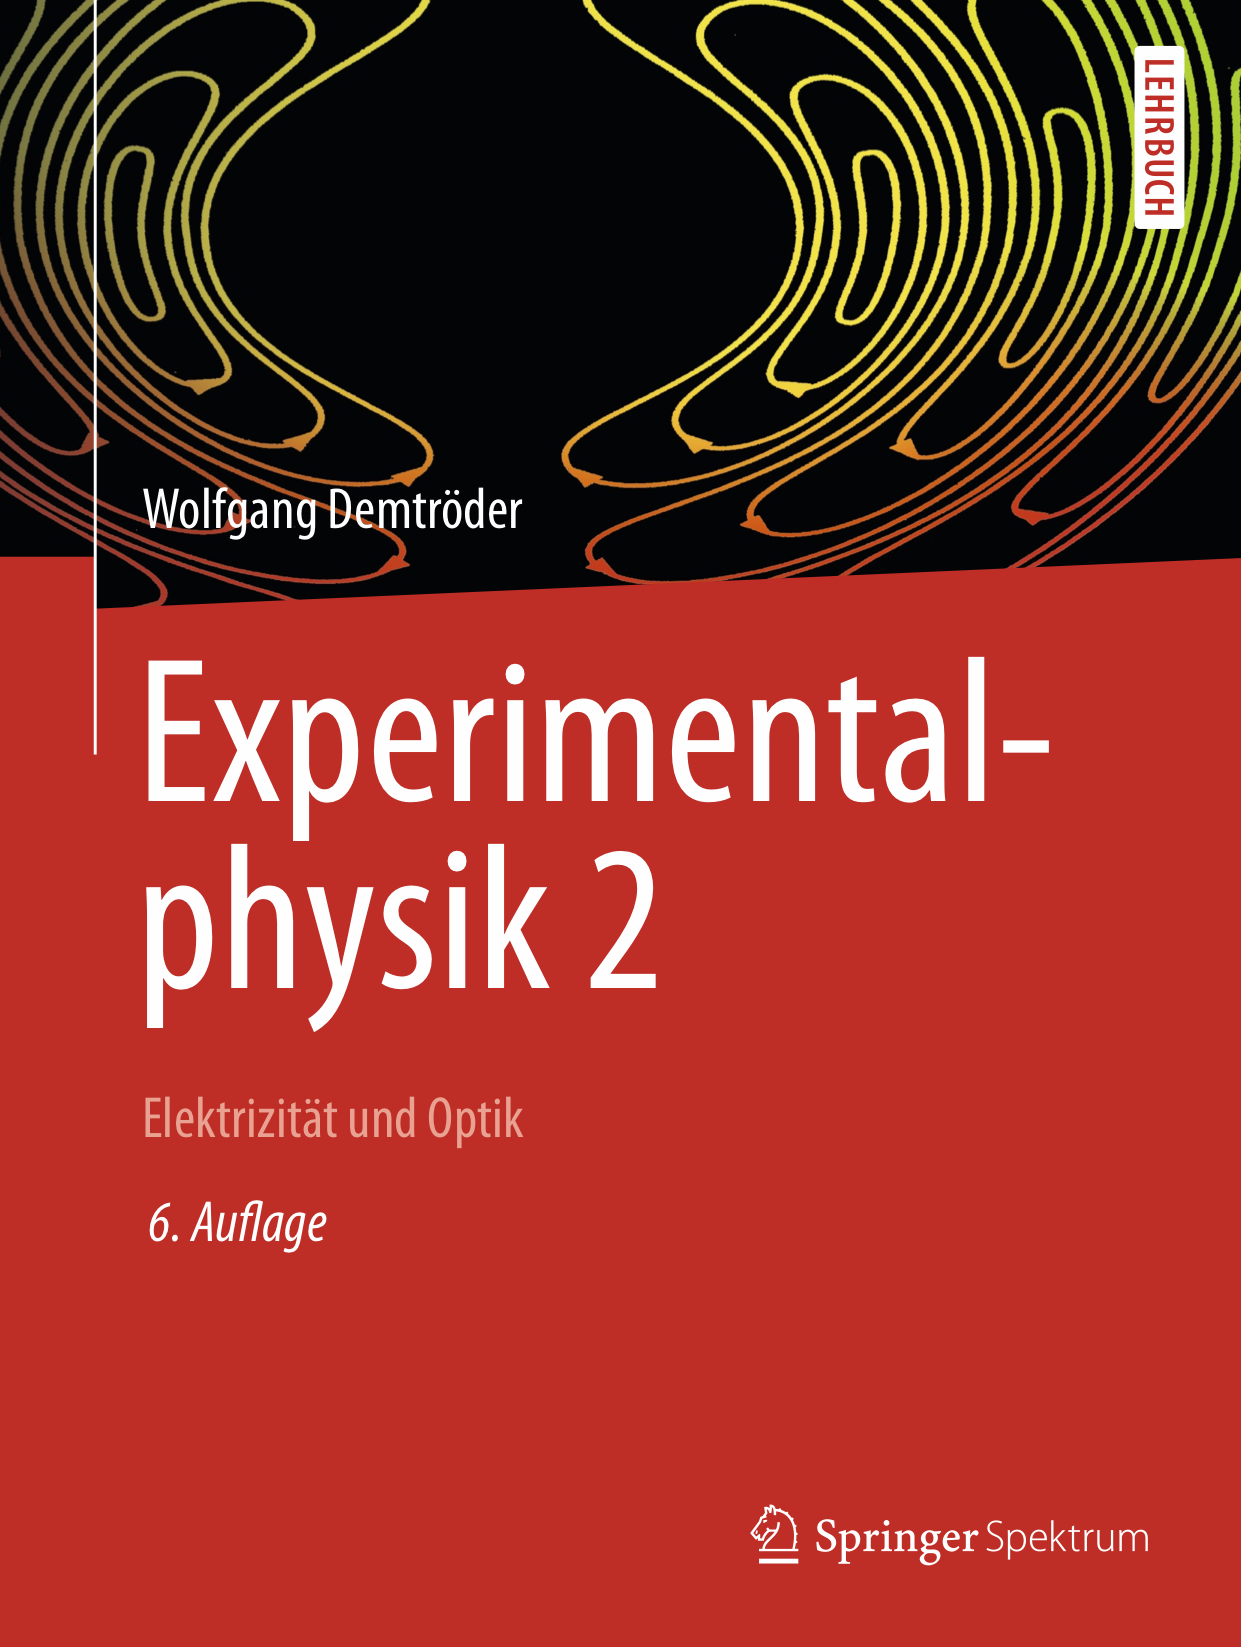 LEHRBUCH
Wolfgang Demtröder
Experimental-
physik 2
Elektrizität und Optik
6. Auflage
Springer Spektrum